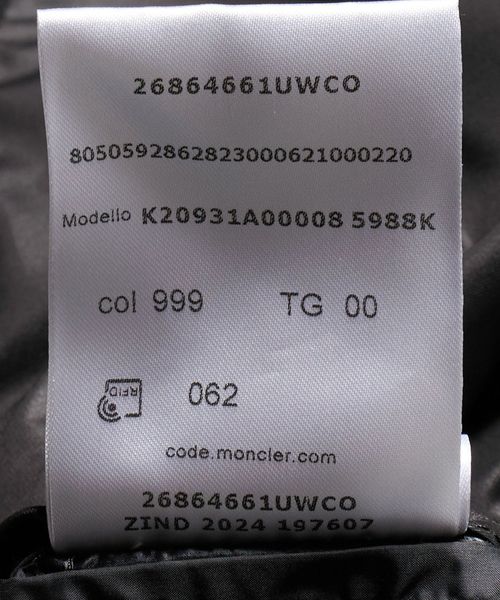 26864661UWCO
8050592862823000621000220
Modello K20931A00008 5988K
col 999 TG 00
RFID 062
code.moncler.com
26864661UWCO
ZIND 2024 197607